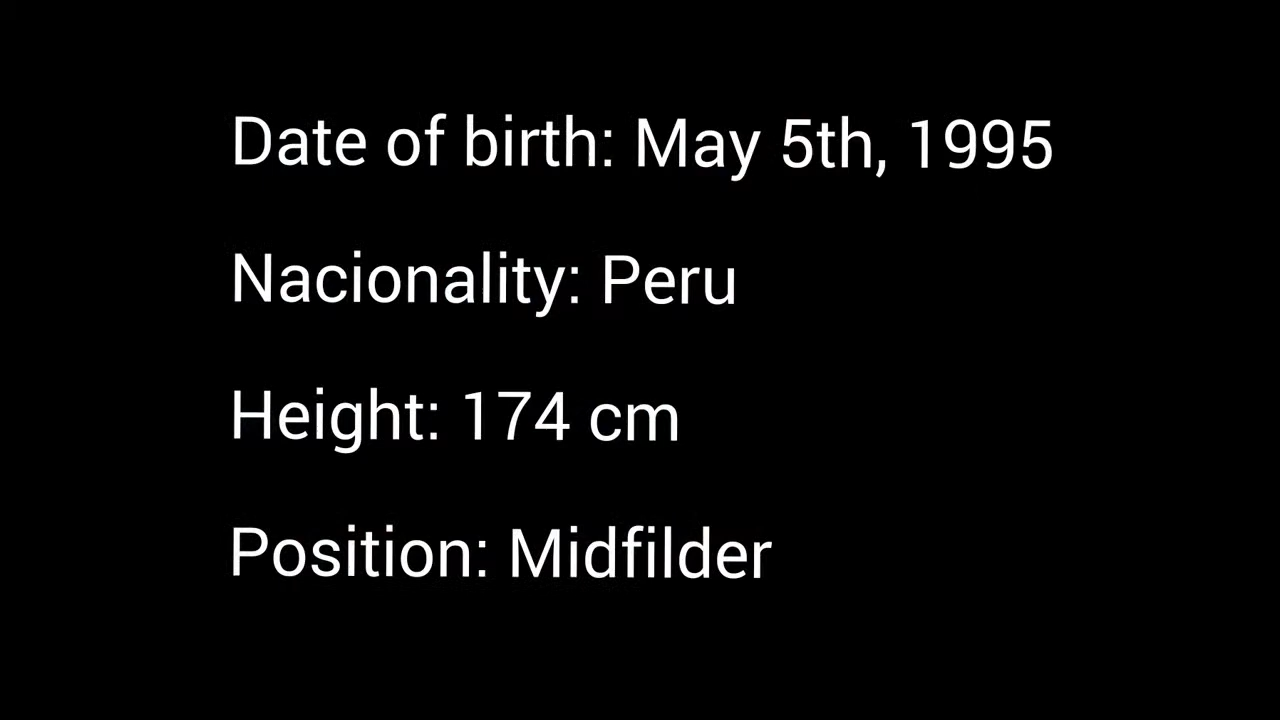 Date of birth: May 5th, 1995
Nacionality: Peru
Height: 174 cm
Position: Midfilder